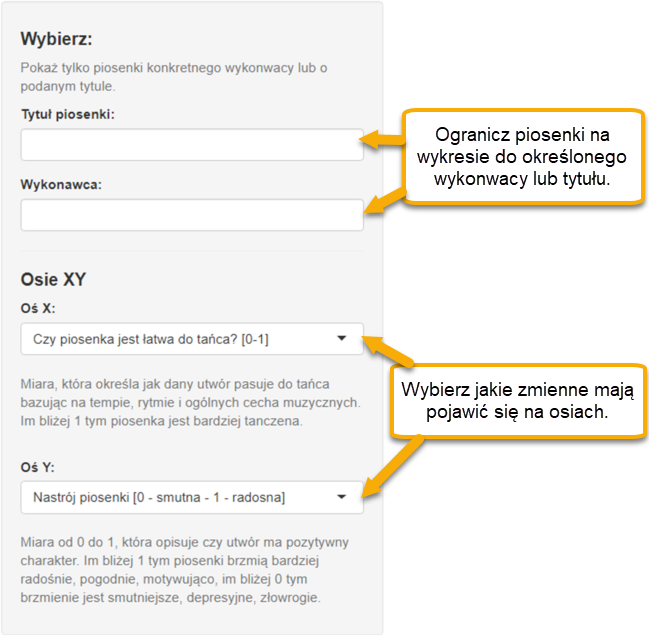 Wybierz:
Pokaż tylko piosenki konkretnego wykonwacy lub o
podanym tytule.
Tytuł piosenki:
Wykonawca:
Ogranicz piosenki na
wykresie do określonego
wykonwacy lub tytułu.
Osie XY
Oś X:
Czy piosenka jest łatwa do tańca? [0-1]
Miara, która określa jak dany utwór pasuje do tańca
bazując na tempie, rytmie i ogólnych cecha muzycznych.
Im bliżej 1 tym piosenka jest bardziej tanczena.
Wybierz jakie zmienne mają
pojawić się na osiach.
Oś Y:
Nastrój piosenki [0 - smutna - 1 - radosna]
Miara od 0 do 1, która opisuje czy utwór ma pozytywny
charakter. Im bliżej 1 tym piosenki brzmią bardziej
radośnie, pogodnie, motywująco, im bliżej 0 tym
brzmienie jest smutniejsze, depresyjne, złowrogie.